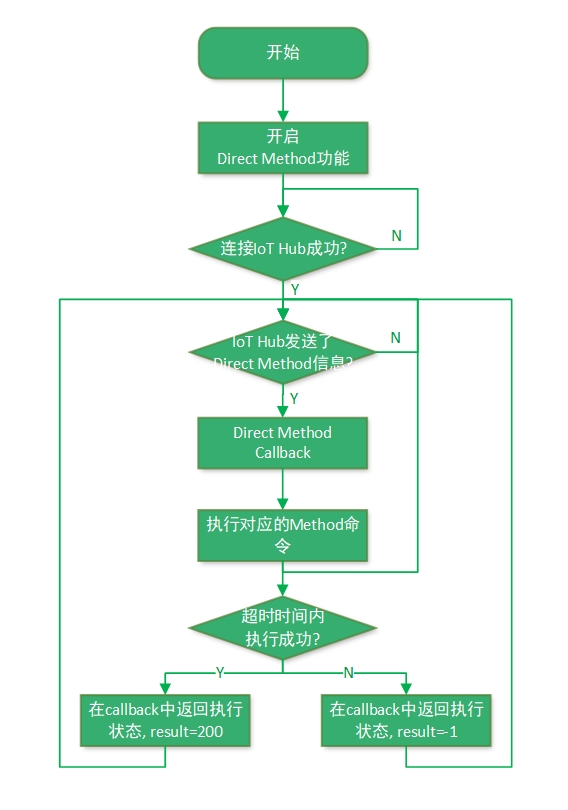 开始
开启
Direct Method功能
连接IoT Hub成功?
N
Y
IoT Hub发送了
Direct Method信息?
N
Y
Direct Method
Callback
执行对应的Method命
令
超时时间内
执行成功?
Y
N
在callback中返回执行
状态, result=200
在callback中返回执行
状态, result=-1